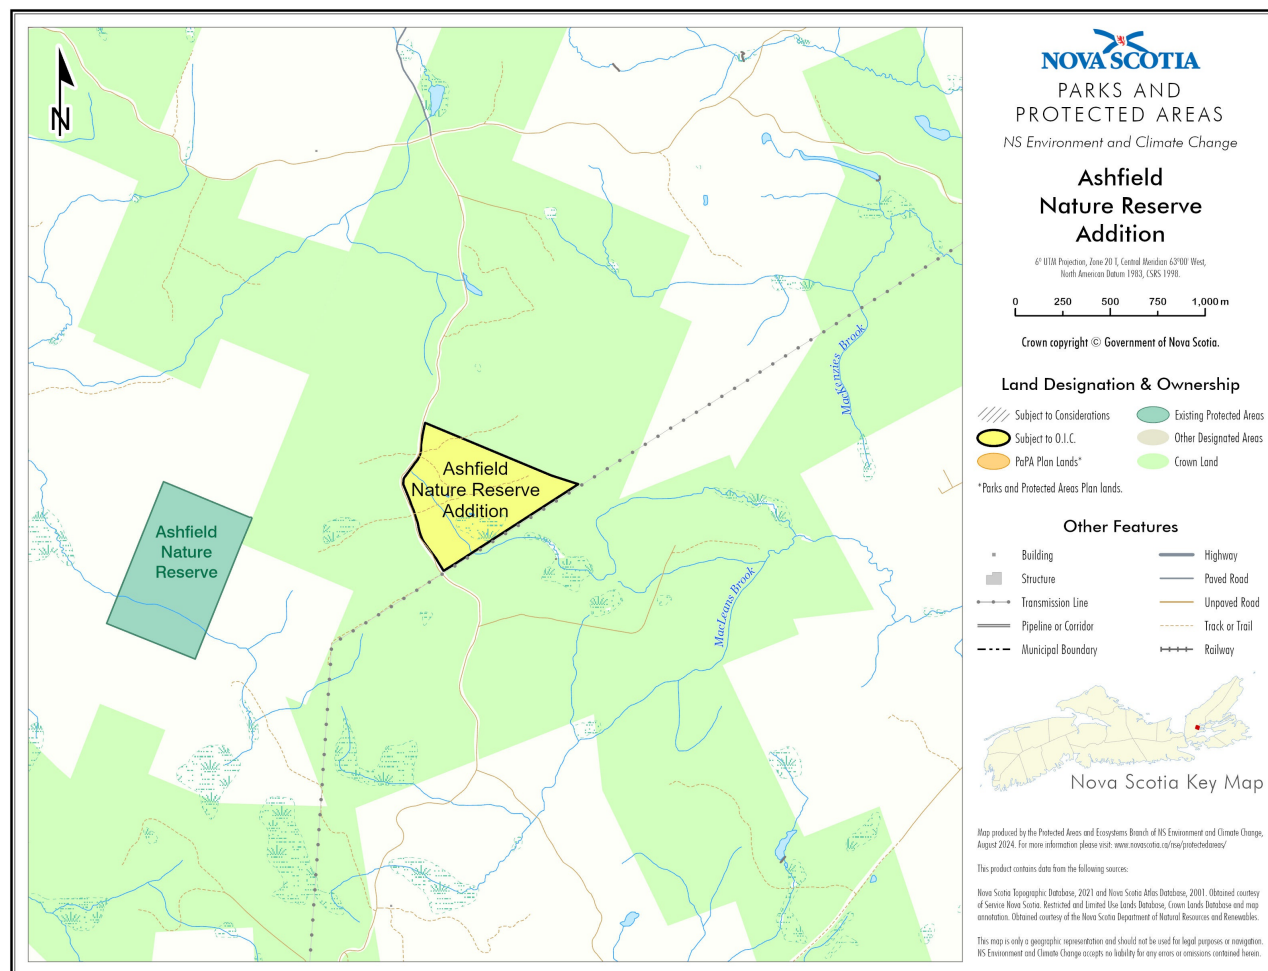 N
Ashfield
Nature Reserve
Addition
Ashfield
Nature
Reserve
MacKenzies Brook
MacLeans Brook
NOVA SCOTIA
PARKS AND
PROTECTED AREAS
NS Environment and Climate Change
Ashfield
Nature Reserve
Addition
6° UTM Projection, Zone 20 T, Central Meridian 63°00' West,
North American Datum 1983, CSRS 1998.
0 250 500 750 1,000 m
Crown copyright © Government of Nova Scotia.
Land Designation & Ownership
Subject to Considerations
Existing Protected Areas
Subject to O.I.C.
Other Designated Areas
PaPA Plan Lands*
Crown Land
*Parks and Protected Areas Plan lands.
Other Features
Building
Highway
Structure
Paved Road
Transmission Line
Unpaved Road
Pipeline or Corridor
Track or Trail
Municipal Boundary
Railway
Nova Scotia Key Map
Map produced by the Protected Areas and Ecosystems Branch of NS Environment and Climate Change,
August 2024. For more information please visit: www.novascotia.ca/nse/protectedareas/
This product contains data from the following sources:
Nova Scotia Topographic Database, 2021 and Nova Scotia Atlas Database, 2001. Obtained courtesy
of Service Nova Scotia. Restricted and Limited Use Lands Database, Crown Lands Database and map
annotation. Obtained courtesy of the Nova Scotia Department of Natural Resources and Renewables.
This map is only a geographic representation and should not be used for legal purposes or navigation.
NS Environment and Climate Change accepts no liability for any errors or omissions contained herein.